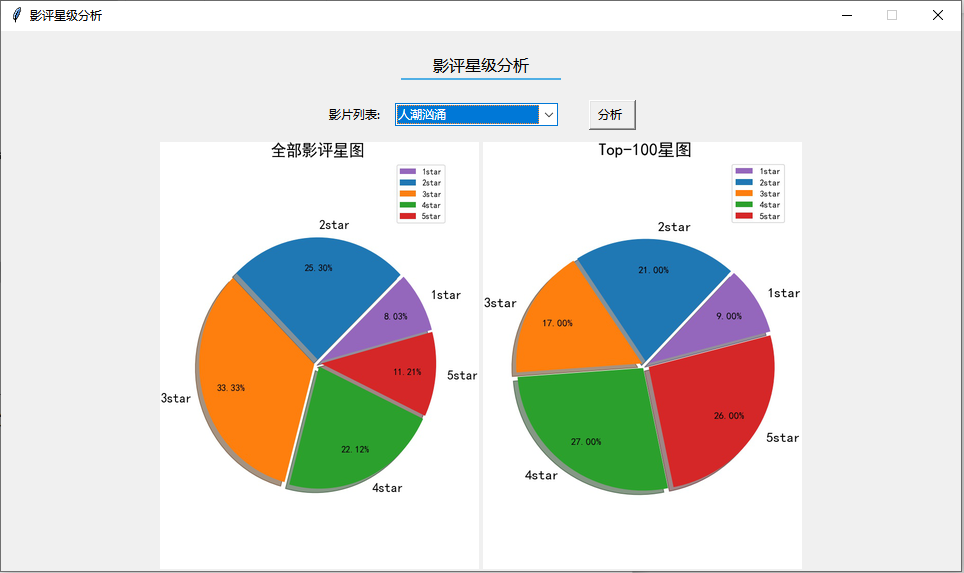 影评星级分析
影评星级分析
影片列表:
人潮汹涌
分析
全部影评星图
1star
2star
3star
4star
5star
2star
25.30%
1star
8.03%
11.21%
5star
33.33%
3star
22.12%
4star
Top-100星图
1star
2star
3star
4star
5star
2star
21.00%
1star
3star
9.00%
17.00%
26.00%
5star
27.00%
4star